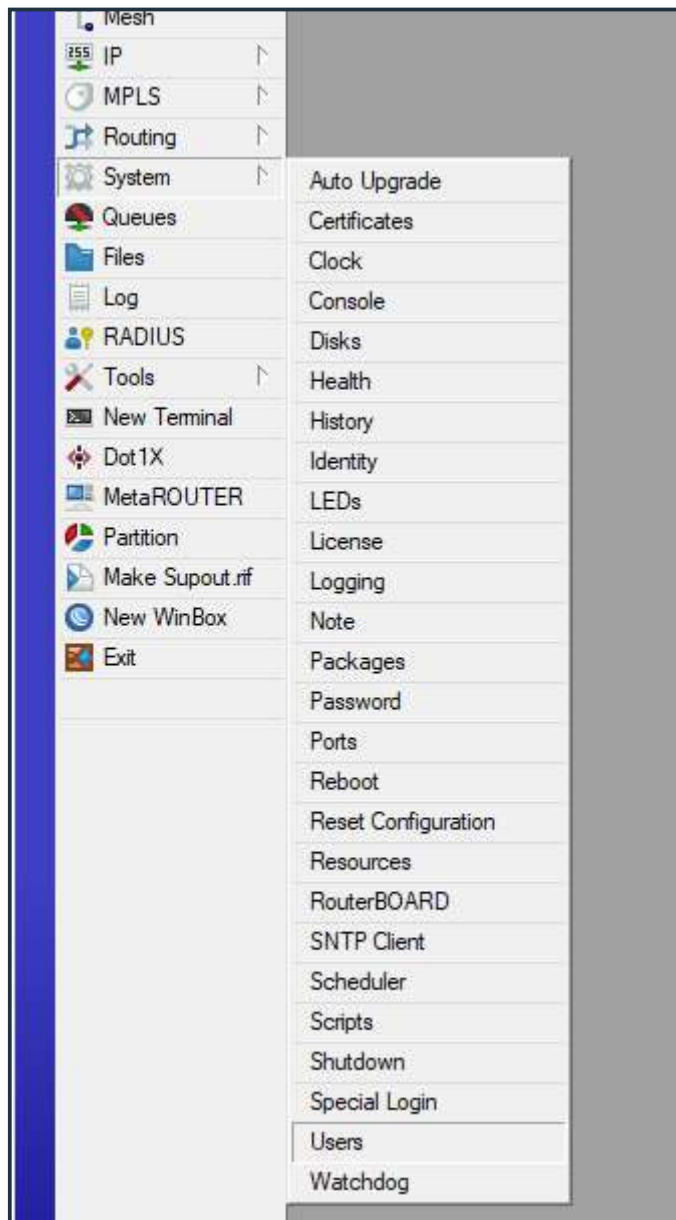 Mesh
255 IP
MPLS
Routing
System
Queues
Files
Log
RADIUS
Tools
New Terminal
Dot1X
MetaROUTER
Partition
Make Supout.rif
New WinBox
Exit
Auto Upgrade
Certificates
Clock
Console
Disks
Health
History
Identity
LEDs
License
Logging
Note
Packages
Password
Ports
Reboot
Reset Configuration
Resources
RouterBOARD
SNTP Client
Scheduler
Scripts
Shutdown
Special Login
Users
Watchdog